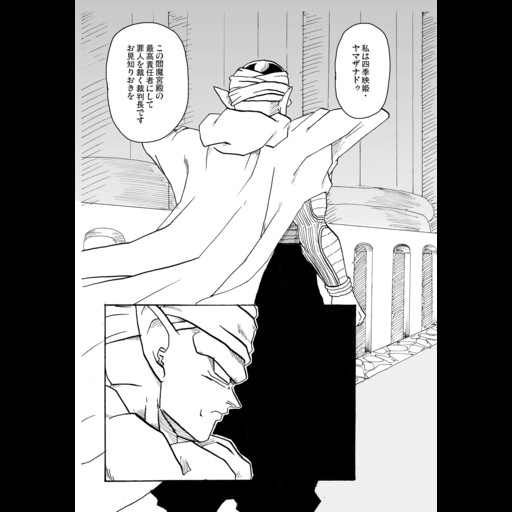 私は四季映姫・
ヤマザナドゥ
この閻魔宮殿の
最高責任者にして
罪人を裁く裁判長です
お見知りおきを